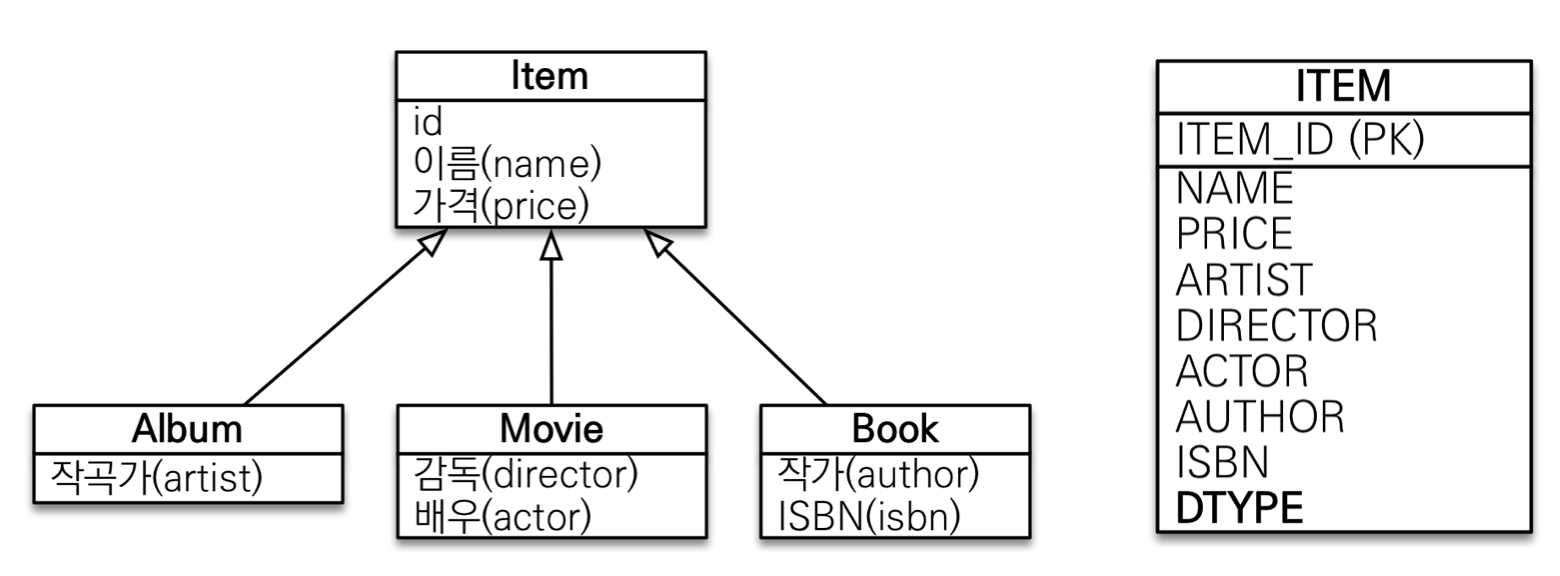 Item
id
이름(name)
가격(price)
Album
작곡가(artist)
Movie
감독(director)
배우(actor)
Book
작가(author)
ISBN(isbn)
ITEM
ITEM_ID (PK)
NAME
PRICE
ARTIST
DIRECTOR
ACTOR
AUTHOR
ISBN
DTYPE